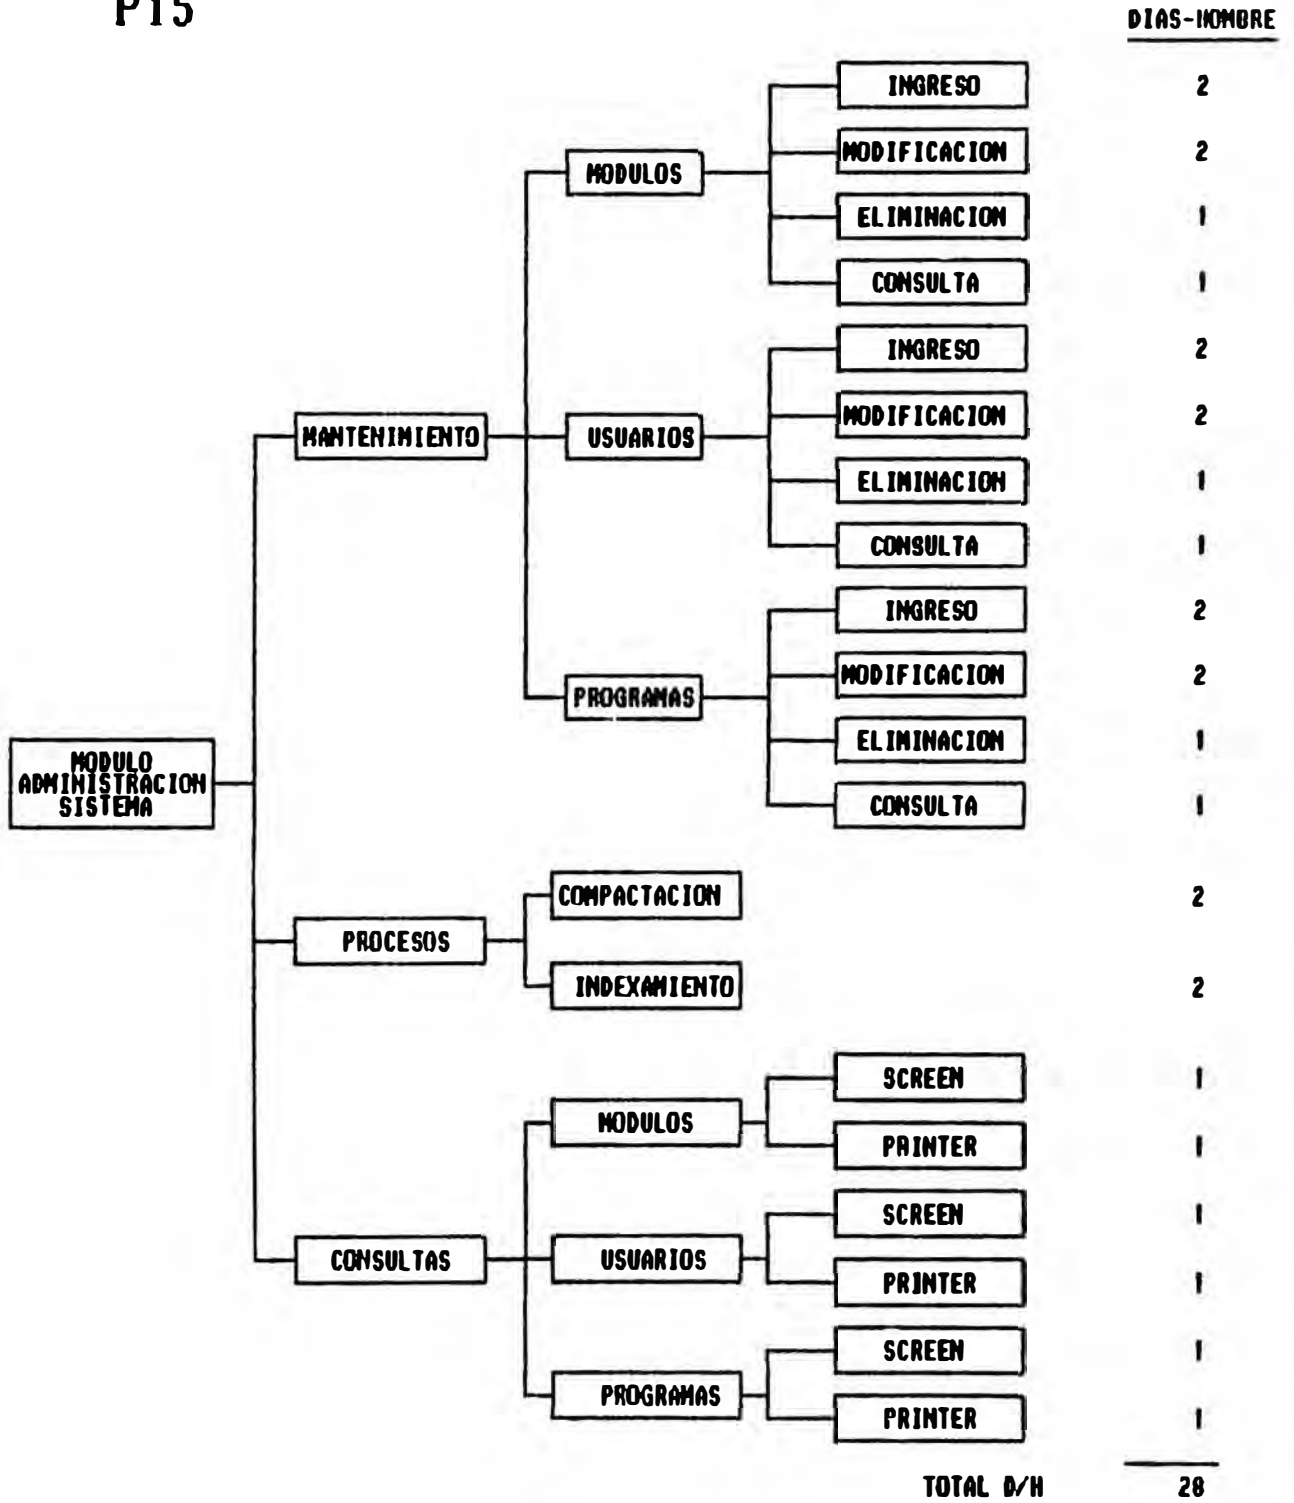 P15
DIAS-HOMBRE
INGRESO 2
MODIFICACION 2
MODULOS
ELIMINACION 1
CONSULTA 1
INGRESO 2
MODIFICACION 2
MANTENIMIENTO USUARIOS
ELIMINACION 1
CONSULTA 1
INGRESO 2
MODIFICACION 2
PROGRAMAS
ELIMINACION 1
MODULO
ADMINISTRACION
SISTEMA
CONSULTA 1
COMPACTACION 2
PROCESOS
INDEXAMIENTO 2
SCREEN 1
MODULOS
PRINTER 1
SCREEN 1
CONSULTAS USUARIOS
PRINTER 1
SCREEN 1
PROGRAMAS
PRINTER 1
TOTAL D/H 28